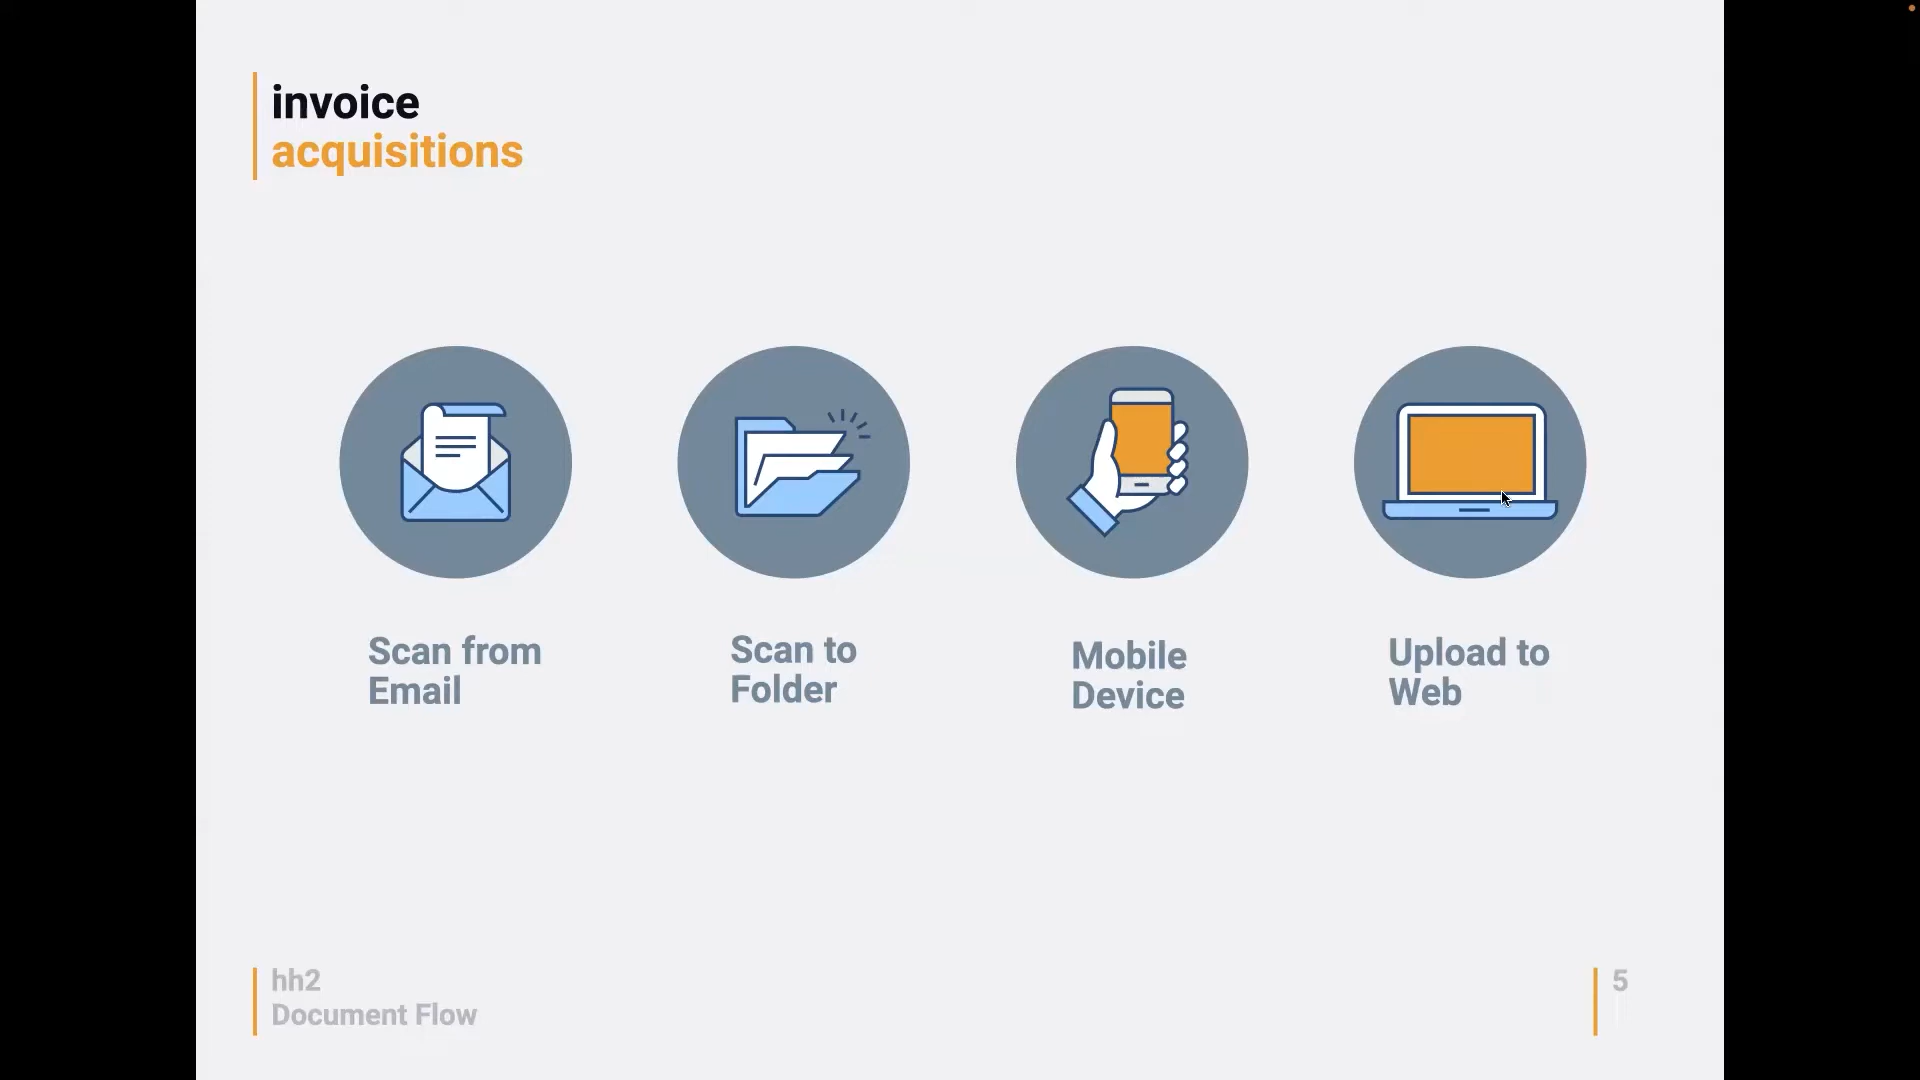 invoice
acquisitions
Scan from
Email
Scan to
Folder
Mobile
Device
Upload to
Web
hh2
Document Flow
5